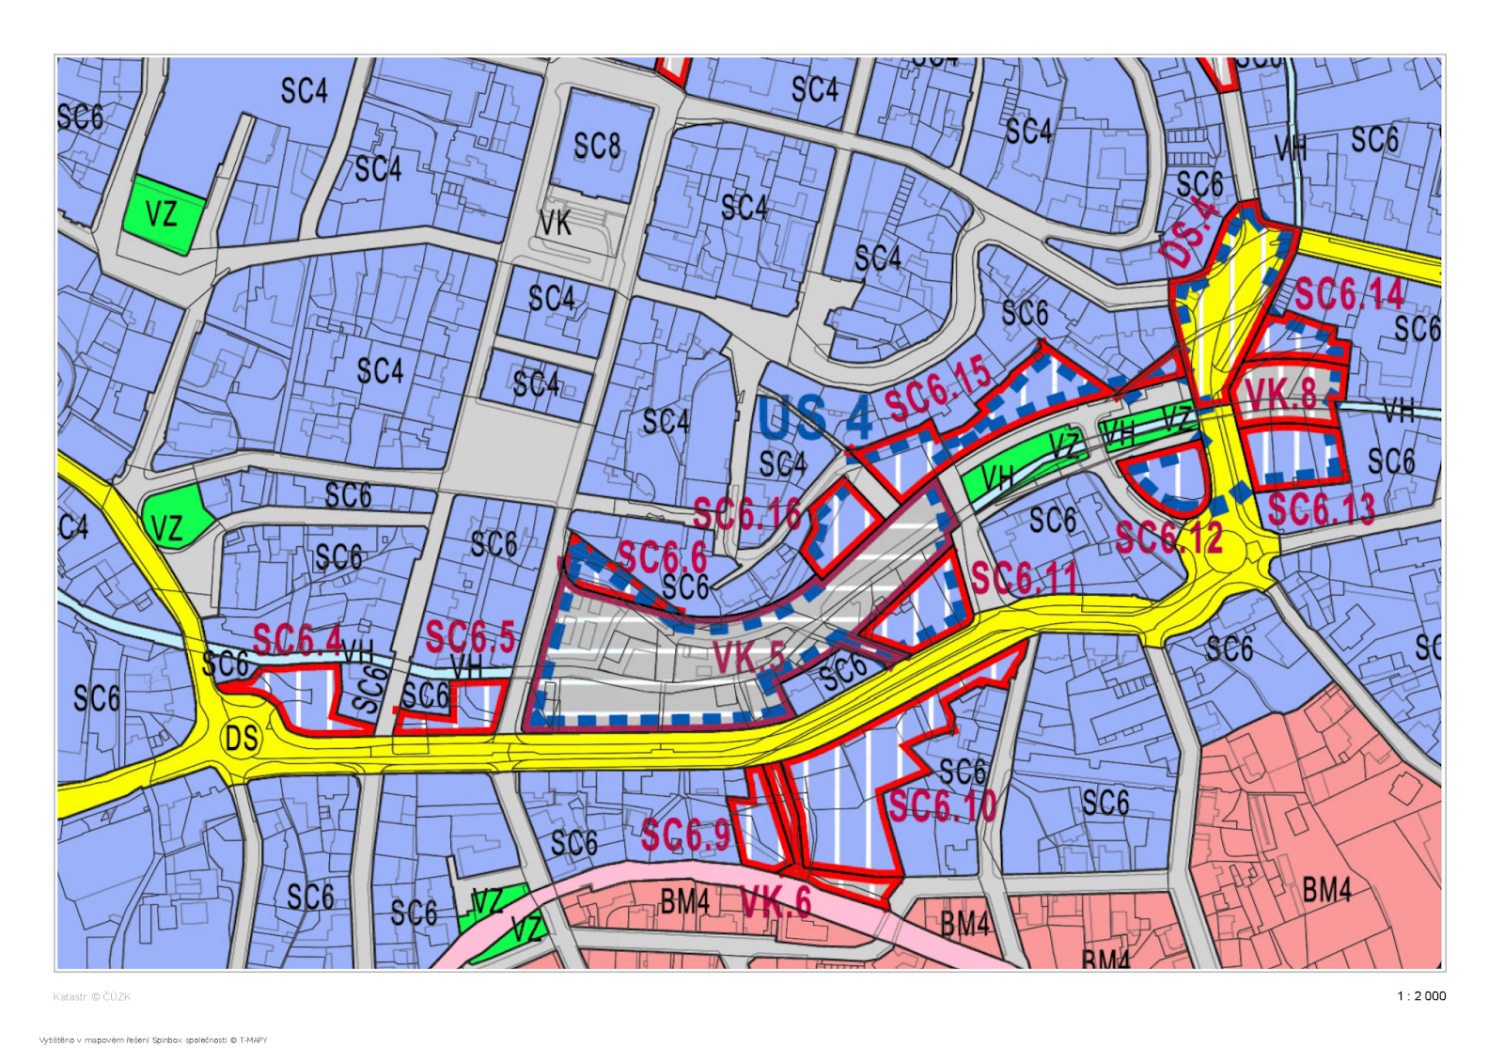 SC4
SC4
SC6
SC4
SC6
SC8
VH
SC6
SC4
SC6
VZ
SC4
VK
DS.4
SC4
SC4
SC6.14
SC6
SC6
SC4
SC4
SC6.15
VK.8
VH
US 4
SC4
VZ
VH
VZ
SC4
SC6
VH
SC6
SC6.16
SC6
SC6.13
VZ
C4
SC6
SC6.12
SC6
SC6.6
SC6
SC6.11
SC6.4
VH
SC6.5
VH
SC6
VK.5
SC6
SC6
SC6
SC6
SC6
DS
SC6
SC6.10
SC6
SC6.9
SC6
SC6
SC6
VZ
VZ
BM4
VK.6
BM4
BM4
BM4
Katastr: © ČÚZK
1 : 2 000
Vytištěno v mapovém řešení Spinbox společnosti © T-MAPY